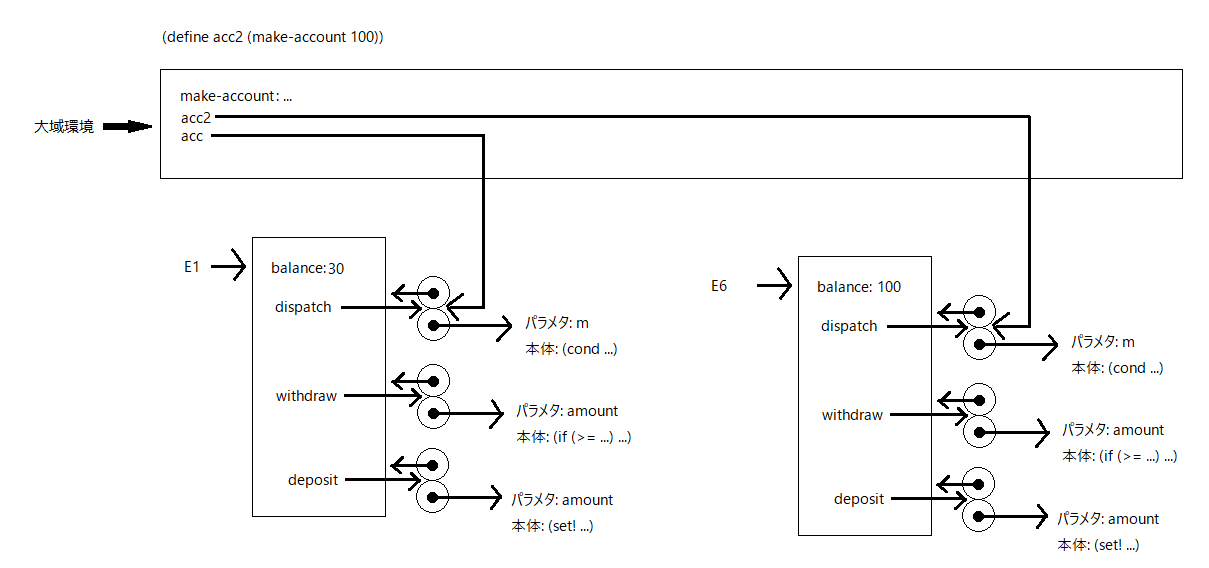 (define acc2 (make-account 100))
make-account: ...
大域環境
acc2
acc
E1
balance: 30
dispatch
パラメタ: m
本体: (cond ...)
withdraw
パラメタ: amount
本体: (if (>= ...) ...)
deposit
パラメタ: amount
本体: (set! ...)
E6
balance: 100
dispatch
パラメタ: m
本体: (cond ...)
withdraw
パラメタ: amount
本体: (if (>= ...) ...)
deposit
パラメタ: amount
本体: (set! ...)